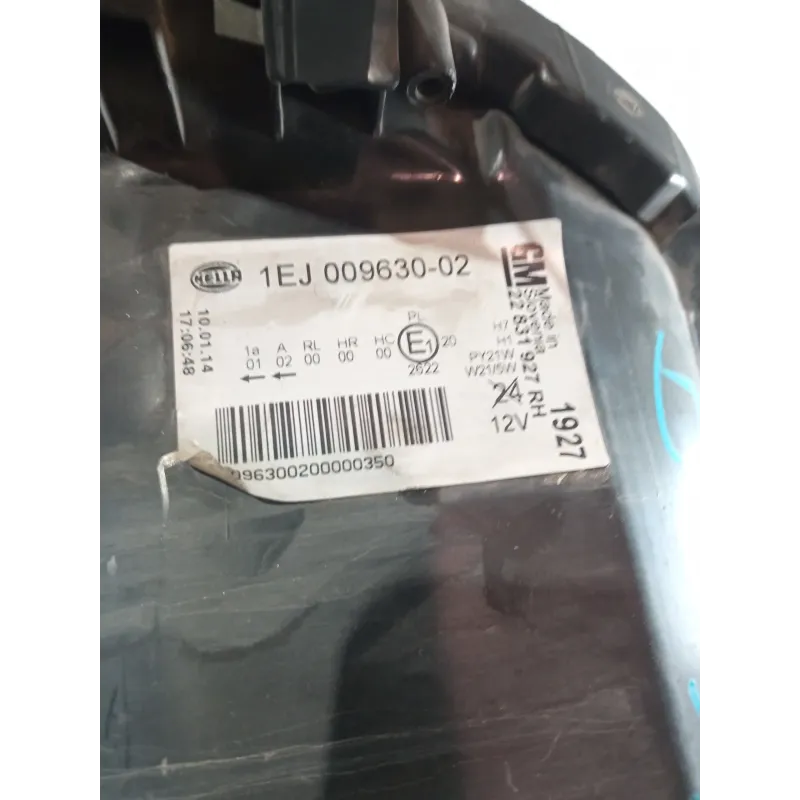 HELLA 1EJ 009630-02
10.01.14
17:06:48
1a A RL HR HC PL
01 02 00 00 00 E1 20
2622
H7
H1
PY21W
W21/5W
24
12V
GM
Made in
Slovenia
22 831 927 RH
1927
096300200000350